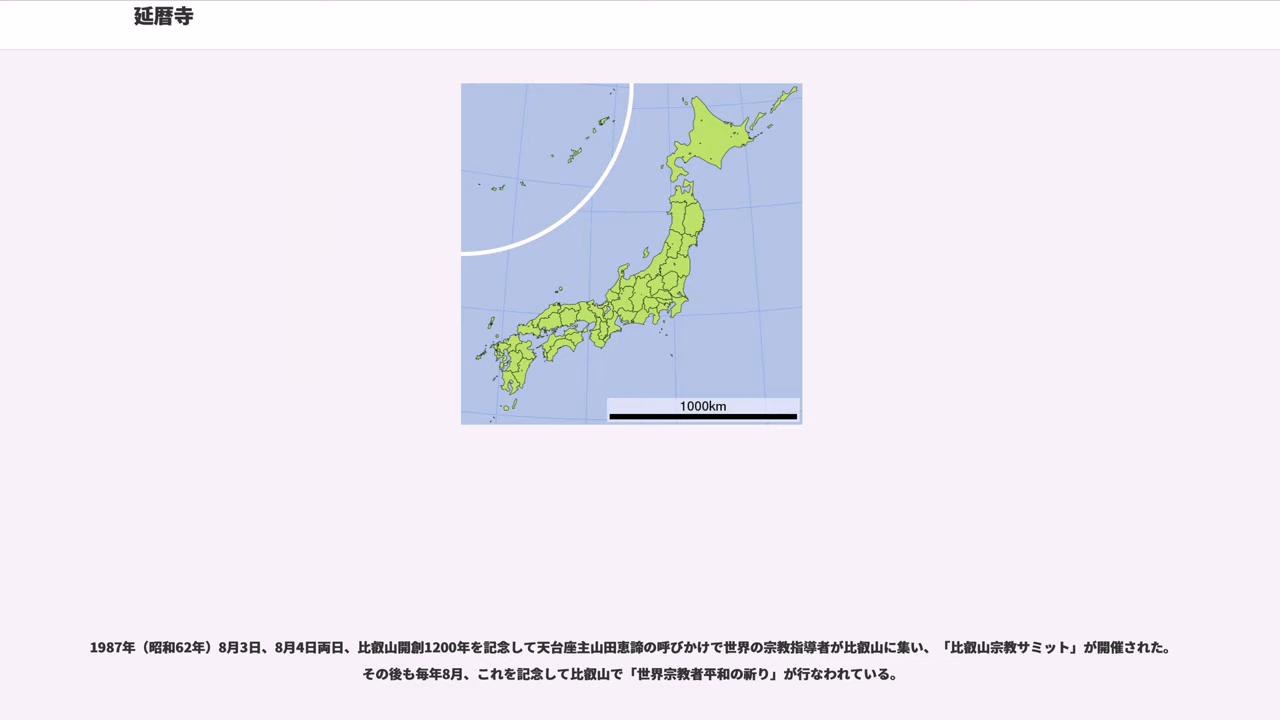 延暦寺
1000km
1987年（昭和62年）8月3日、8月4日両日、比叡山開創1200年を記念して天台座主山田恵諦の呼びかけで世界の宗教指導者が比叡山に集い、「比叡山宗教サミット」が開催された。
その後も毎年8月、これを記念して比叡山で「世界宗教者平和の祈り」が行なわれている。